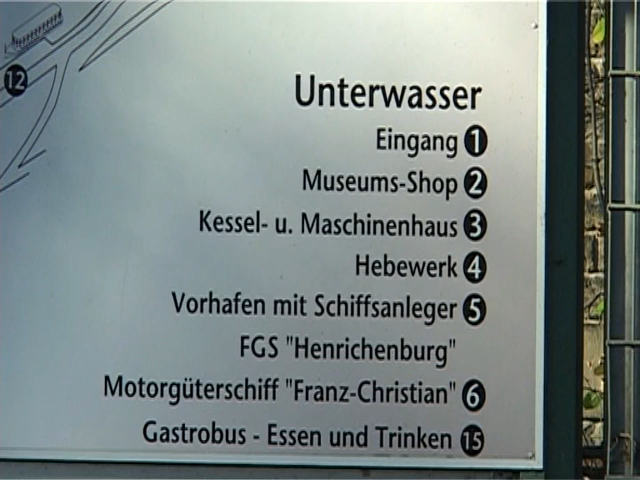 12
Unterwasser
Eingang 1
Museums-Shop 2
Kessel- u. Maschinenhaus 3
Hebewerk 4
Vorhafen mit Schiffsanleger 5
FGS "Henrichenburg"
Motorgüterschiff "Franz-Christian" 6
Gastrobus - Essen und Trinken 15